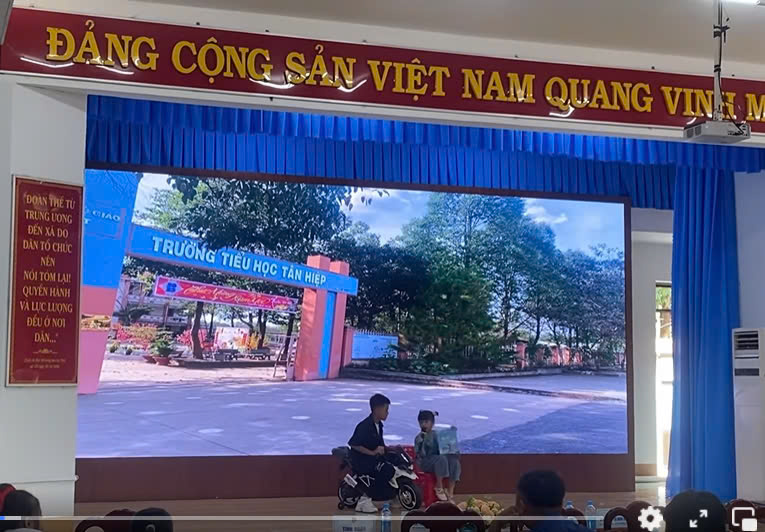 ĐẢNG CỘNG SẢN VIỆT NAM QUANG VINH M
"ĐOÀN THỂ TỪ
TRUNG ƯƠNG
ĐẾN XÃ DO
DÂN TỔ CHỨC
NÊN
NÓI TÓM LẠI
QUYỀN HÀNH
VÀ LỰC LƯỢNG
ĐỀU Ở NƠI
DÂN..."
GIÁO
TRƯỜNG TIỂU HỌC TÂN HIỆP